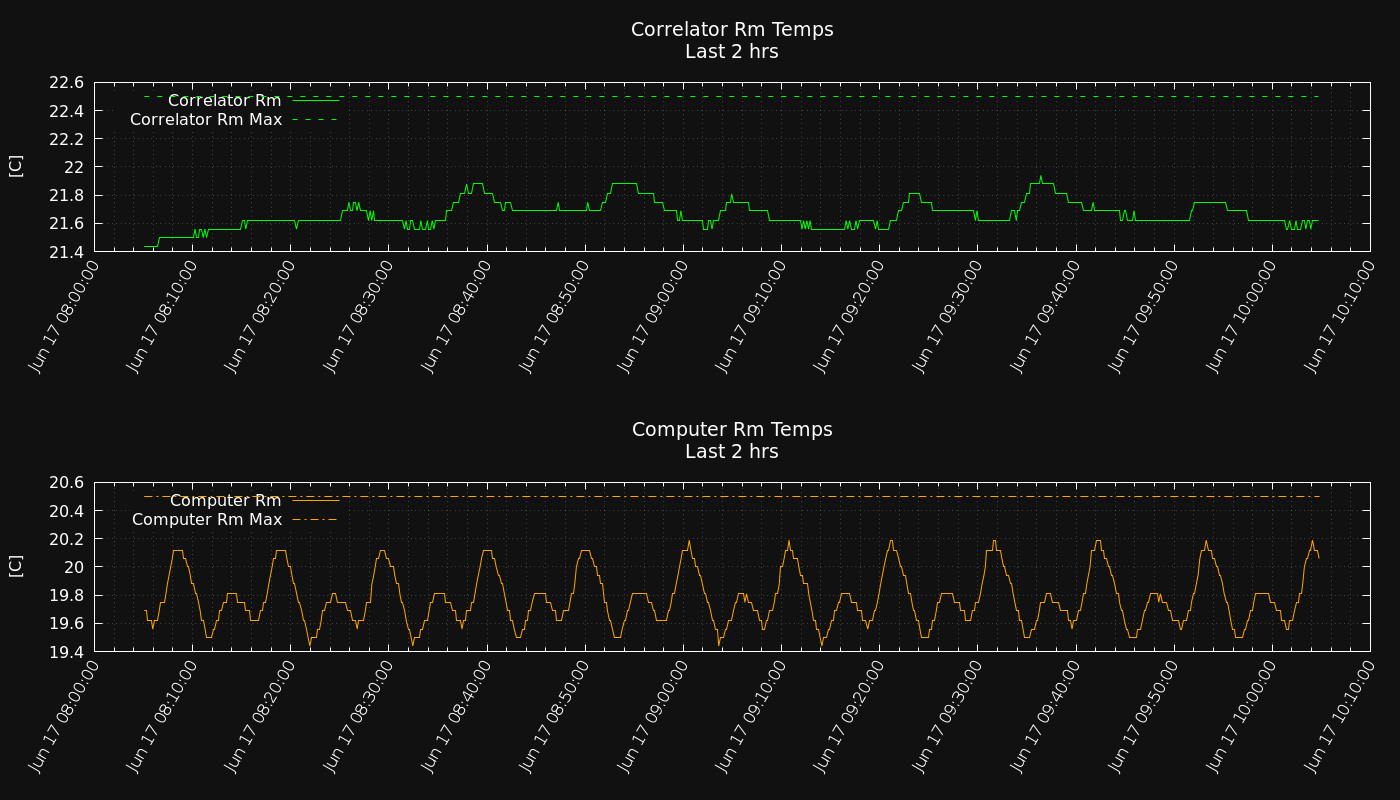 Correlator Rm Temps
Last 2 hrs
[C]
22.6
22.4
22.2
22
21.8
21.6
21.4
Correlator Rm
Correlator Rm Max
Jun 17 08:00:00
Jun 17 08:10:00
Jun 17 08:20:00
Jun 17 08:30:00
Jun 17 08:40:00
Jun 17 08:50:00
Jun 17 09:00:00
Jun 17 09:10:00
Jun 17 09:20:00
Jun 17 09:30:00
Jun 17 09:40:00
Jun 17 09:50:00
Jun 17 10:00:00
Jun 17 10:10:00
Computer Rm Temps
Last 2 hrs
[C]
20.6
20.4
20.2
20
19.8
19.6
19.4
Computer Rm
Computer Rm Max
Jun 17 08:00:00
Jun 17 08:10:00
Jun 17 08:20:00
Jun 17 08:30:00
Jun 17 08:40:00
Jun 17 08:50:00
Jun 17 09:00:00
Jun 17 09:10:00
Jun 17 09:20:00
Jun 17 09:30:00
Jun 17 09:40:00
Jun 17 09:50:00
Jun 17 10:00:00
Jun 17 10:10:00